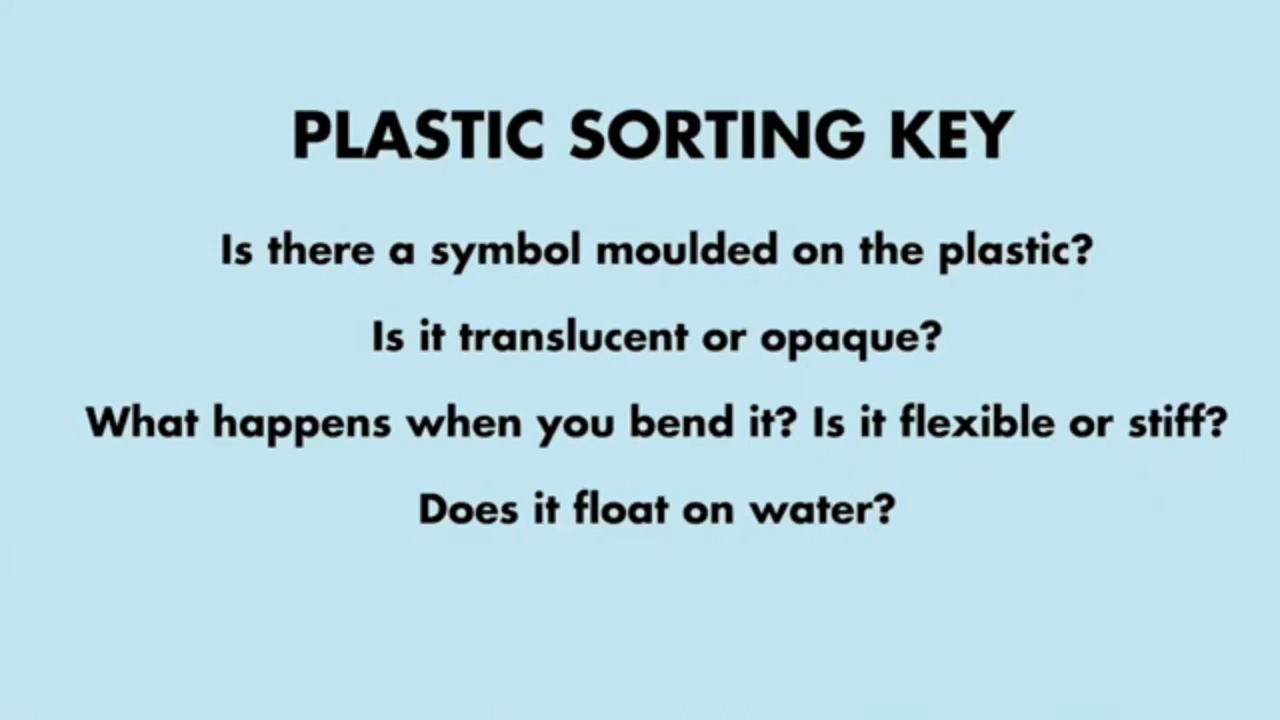 PLASTIC SORTING KEY
Is there a symbol moulded on the plastic?
Is it translucent or opaque?
What happens when you bend it? Is it flexible or stiff?
Does it float on water?